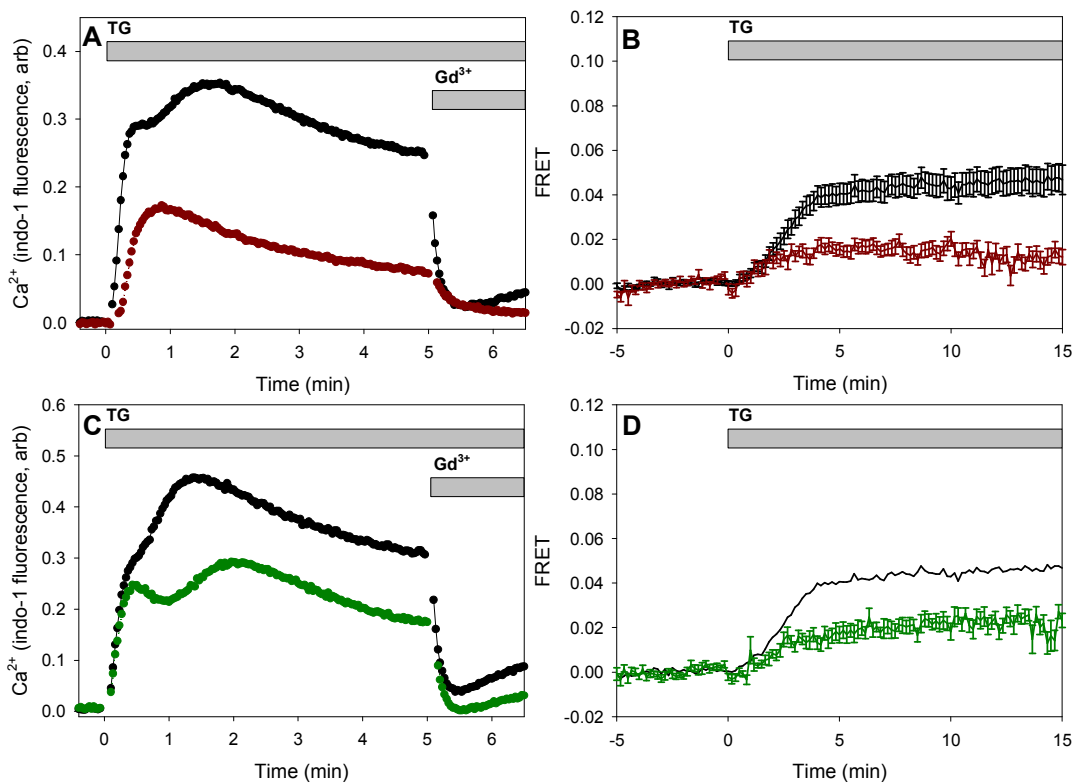 A
TG
Gd³⁺
Ca²⁺ (indo-1 fluorescence, arb)
0.4
0.3
0.2
0.1
0.0
0 1 2 3 4 5 6
Time (min)
B
TG
FRET
0.12
0.10
0.08
0.06
0.04
0.02
0.00
-0.02
-5 0 5 10 15
Time (min)
C
TG
Gd³⁺
Ca²⁺ (indo-1 fluorescence, arb)
0.6
0.5
0.4
0.3
0.2
0.1
0.0
0 1 2 3 4 5 6
Time (min)
D
TG
FRET
0.12
0.10
0.08
0.06
0.04
0.02
0.00
-0.02
-5 0 5 10 15
Time (min)